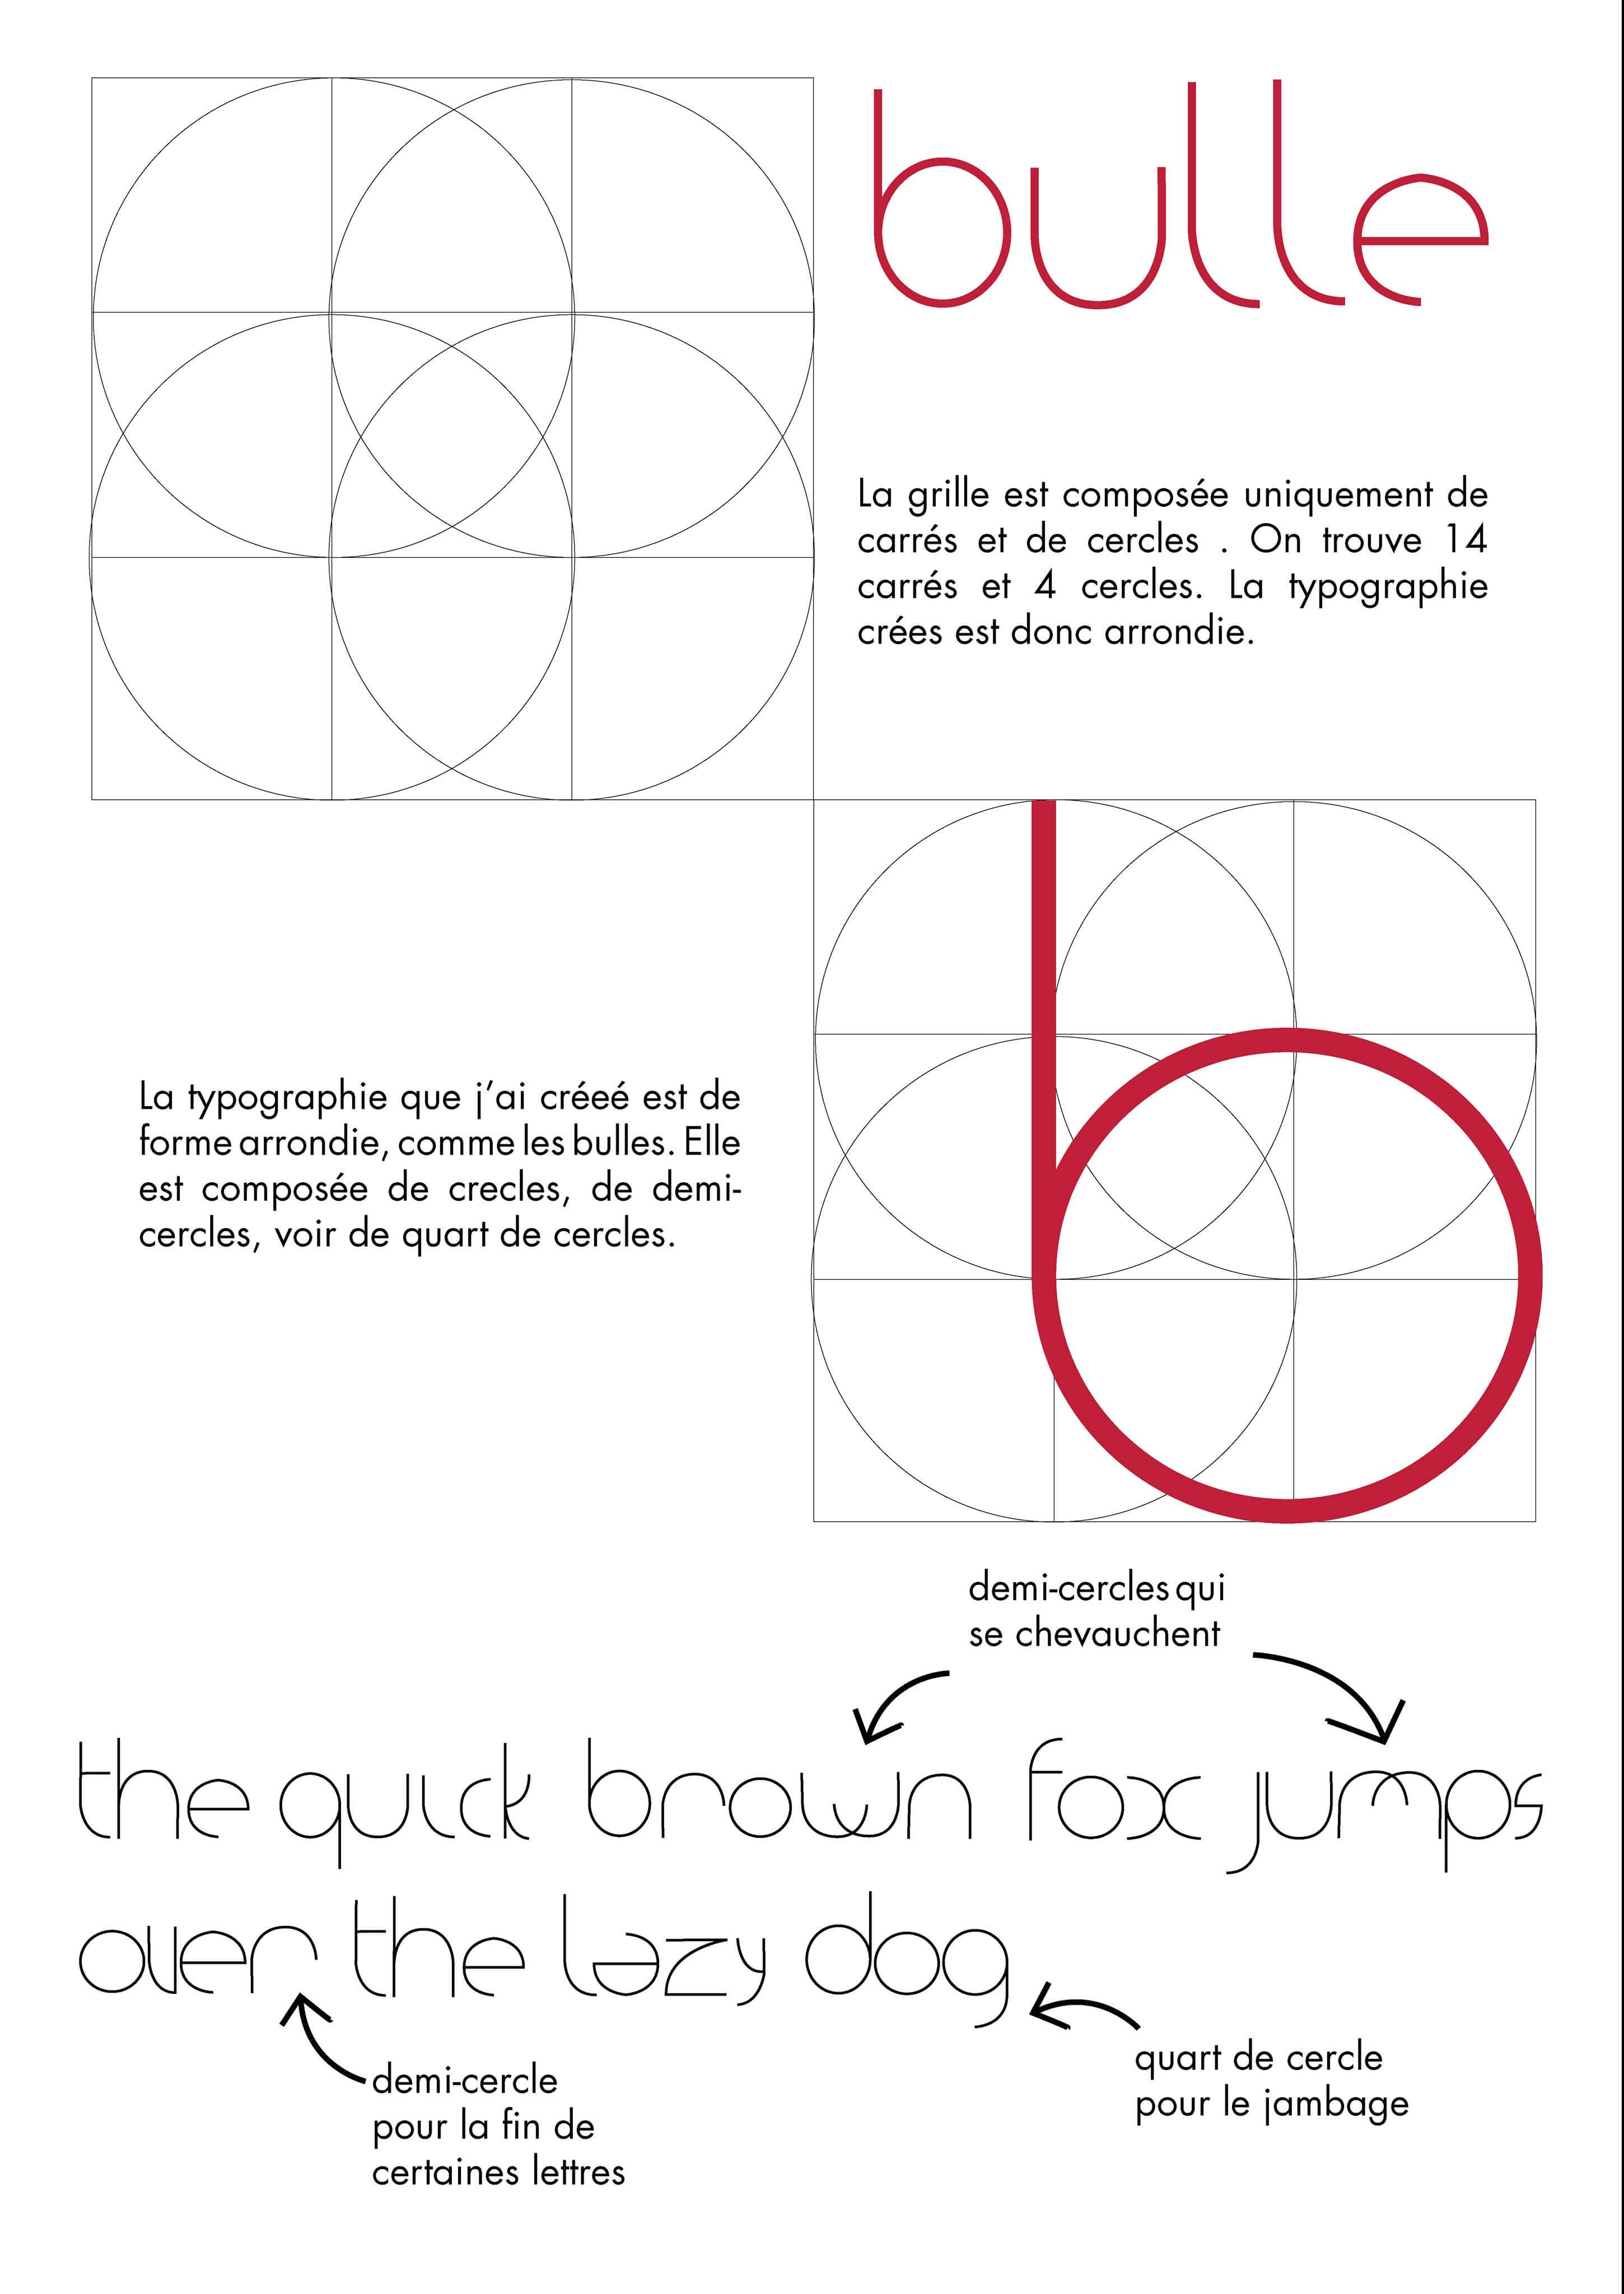 bulle
La grille est composée uniquement de
carrés et de cercles . On trouve 14
carrés et 4 cercles. La typographie
crées est donc arrondie.
La typographie que j’ai créeé est de
forme arrondie, comme les bulles. Elle
est composée de crecles, de demi-
cercles, voir de quart de cercles.
b
demi-cercles qui
se chevauchent
the quick brown fox jumps
over the lazy dog
quart de cercle
pour le jambage
demi-cercle
pour la fin de
certaines lettres